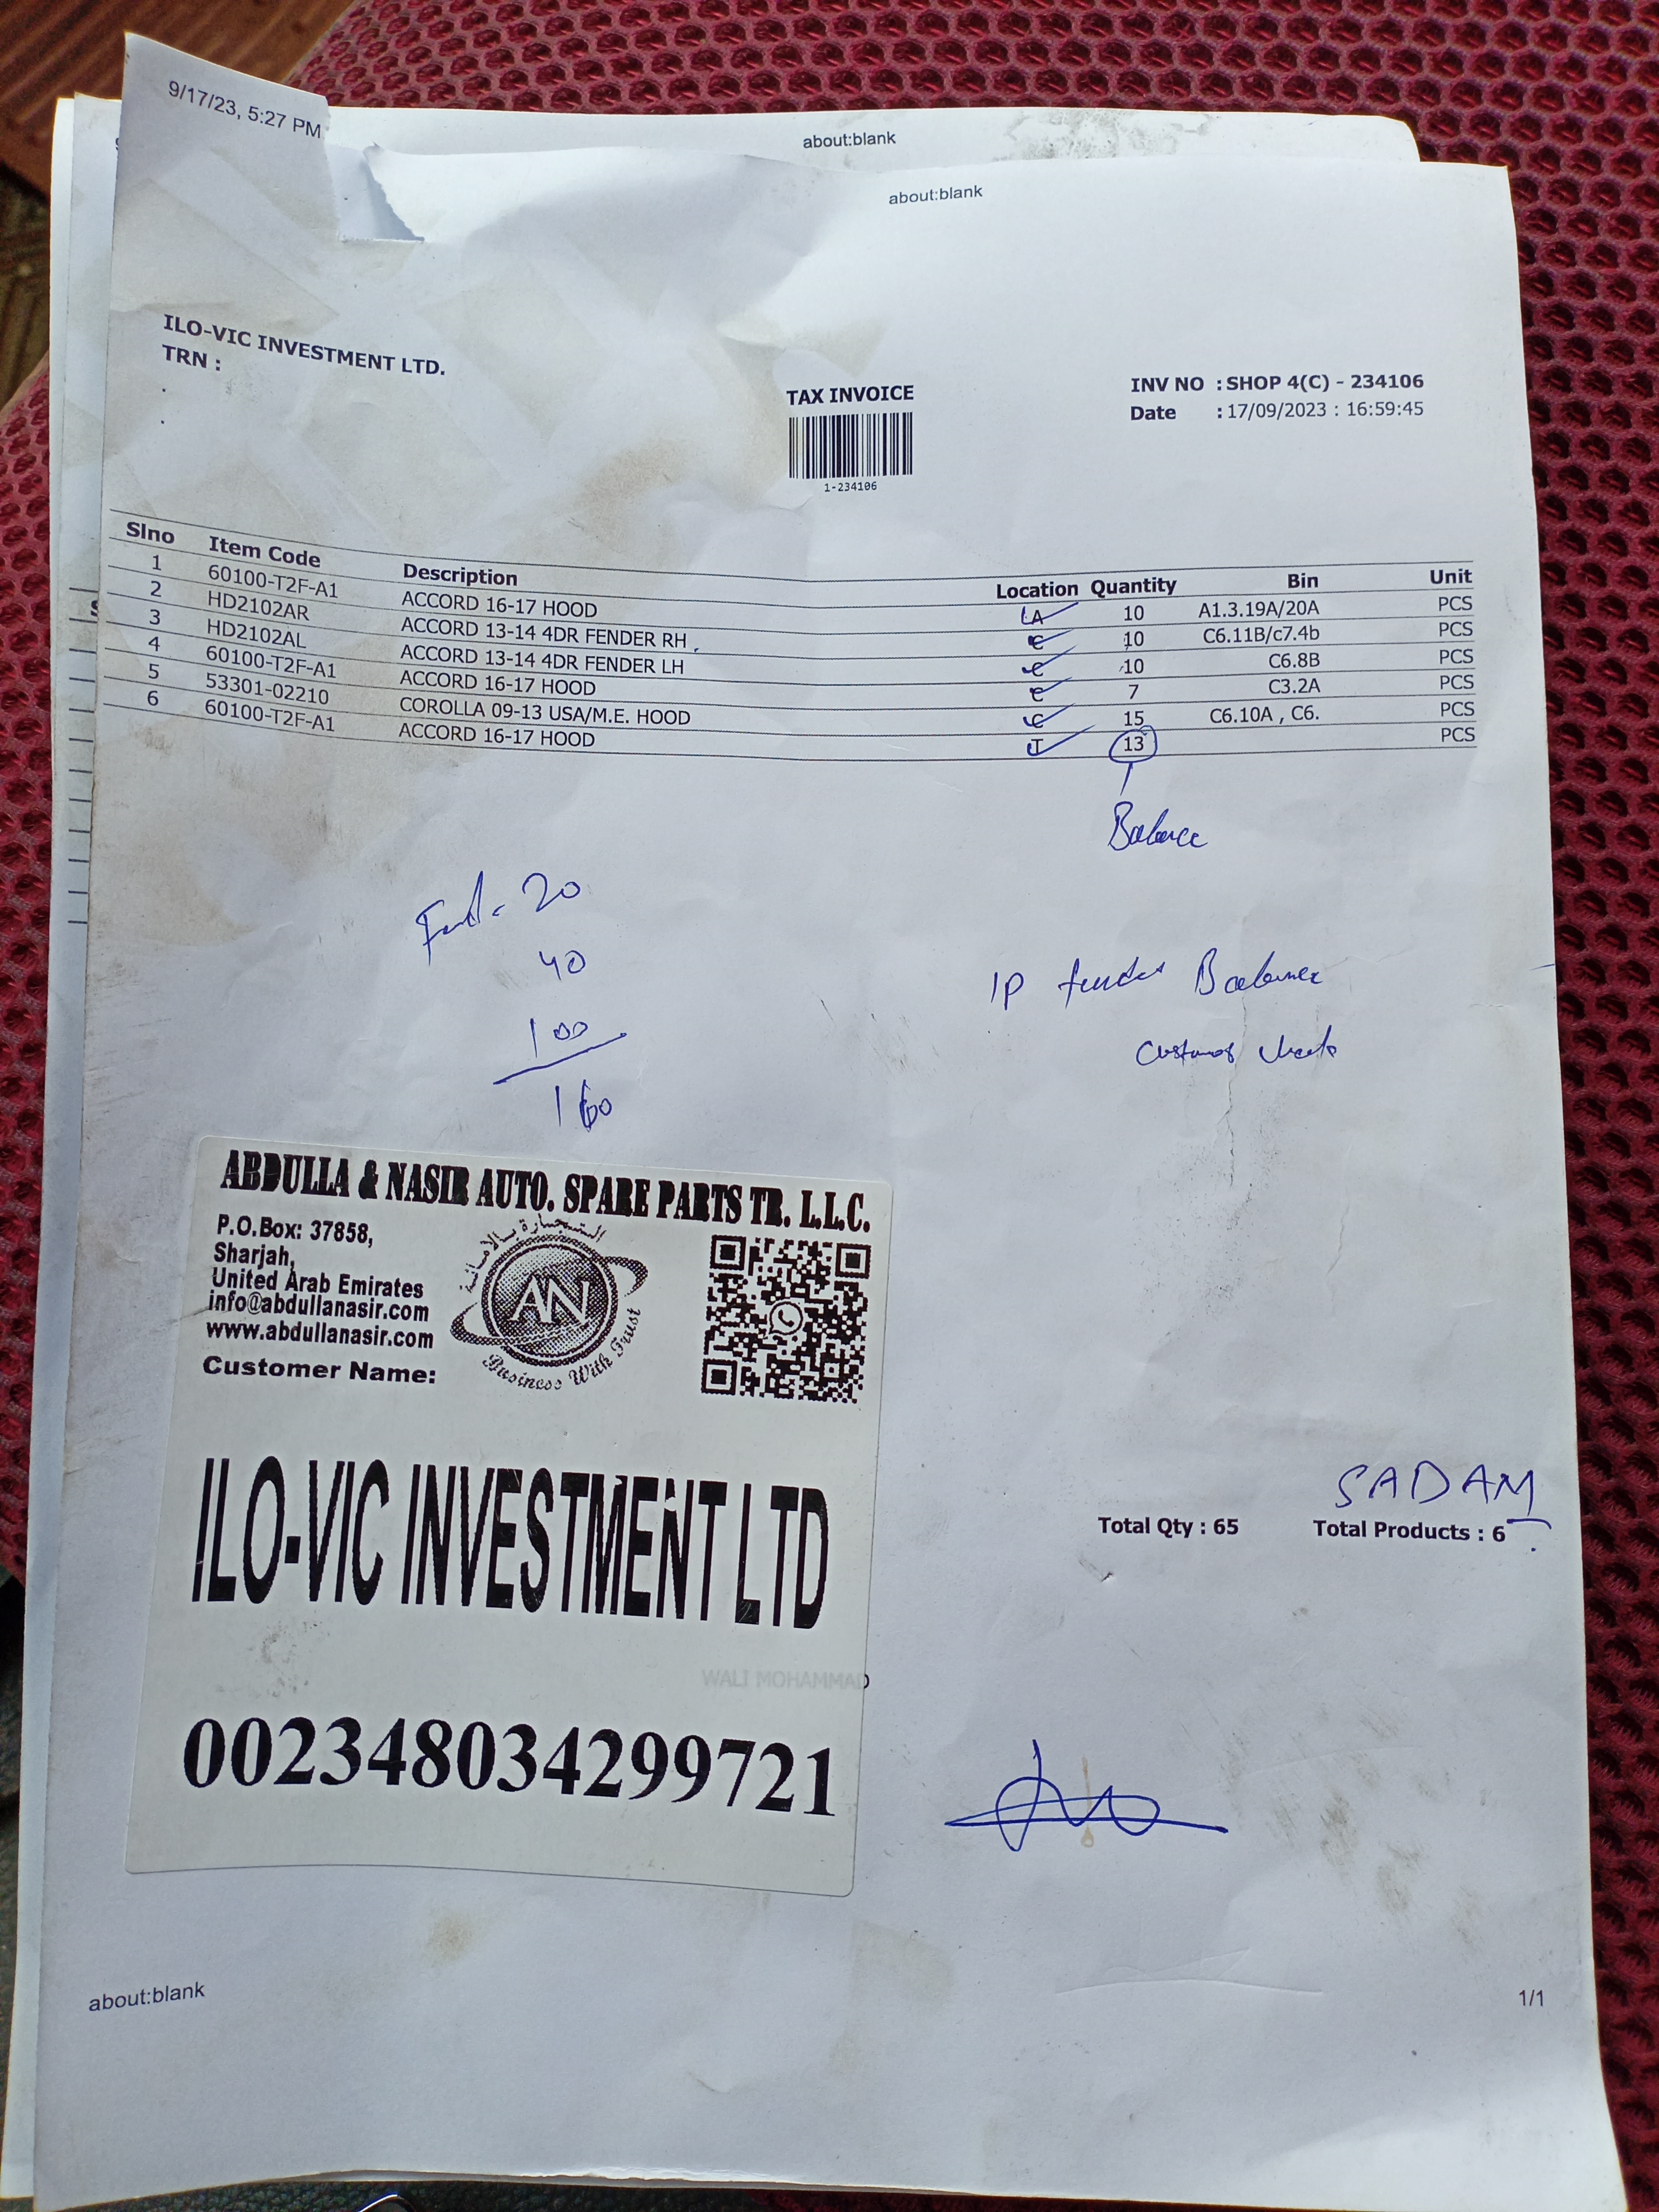 9/17/23, 5:27 PM
about:blank
about:blank
ILO-VIC INVESTMENT LTD.
TRN :
.
.
TAX INVOICE
1-234106
INV NO : SHOP 4(C) - 234106
Date : 17/09/2023 : 16:59:45
Slno Item Code Description Location Quantity Bin Unit
1 60100-T2F-A1 ACCORD 16-17 HOOD A 10 A1.3.19A/20A PCS
2 HD2102AR ACCORD 13-14 4DR FENDER RH C 10 C6.11B/c7.4b PCS
3 HD2102AL ACCORD 13-14 4DR FENDER LH C 10 C6.8B PCS
4 60100-T2F-A1 ACCORD 16-17 HOOD C 7 C3.2A PCS
5 53301-02210 COROLLA 09-13 USA/M.E. HOOD C 15 C6.10A , C6. PCS
6 60100-T2F-A1 ACCORD 16-17 HOOD J 13 PCS
Balance
20
40
100
160
1P fender Balance
ABDULLA & NASIR AUTO. SPARE PARTS TR. L.L.C.
P.O.Box: 37858,
Sharjah,
United Arab Emirates
info@abdullanasir.com
www.abdullanasir.com
Customer Name:
التجارة بالامانة
AN
Business With Trust
ILO-VIC INVESTMENT LTD
WALI MOHAMMAD
002348034299721
SADAM
Total Qty : 65 Total Products : 6
about:blank
1/1